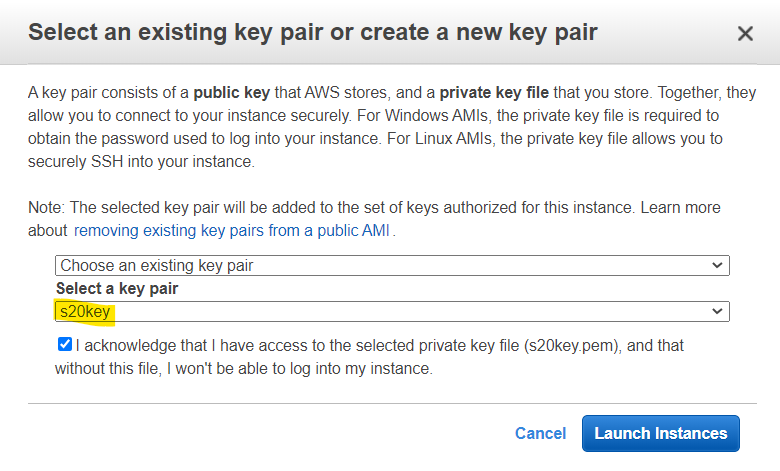 Select an existing key pair or create a new key pair
A key pair consists of a public key that AWS stores, and a private key file that you store. Together, they
allow you to connect to your instance securely. For Windows AMIs, the private key file is required to
obtain the password used to log into your instance. For Linux AMIs, the private key file allows you to
securely SSH into your instance.
Note: The selected key pair will be added to the set of keys authorized for this instance. Learn more
about removing existing key pairs from a public AMI.
Choose an existing key pair
Select a key pair
s20key
I acknowledge that I have access to the selected private key file (s20key.pem), and that
without this file, I won't be able to log into my instance.
Cancel Launch Instances